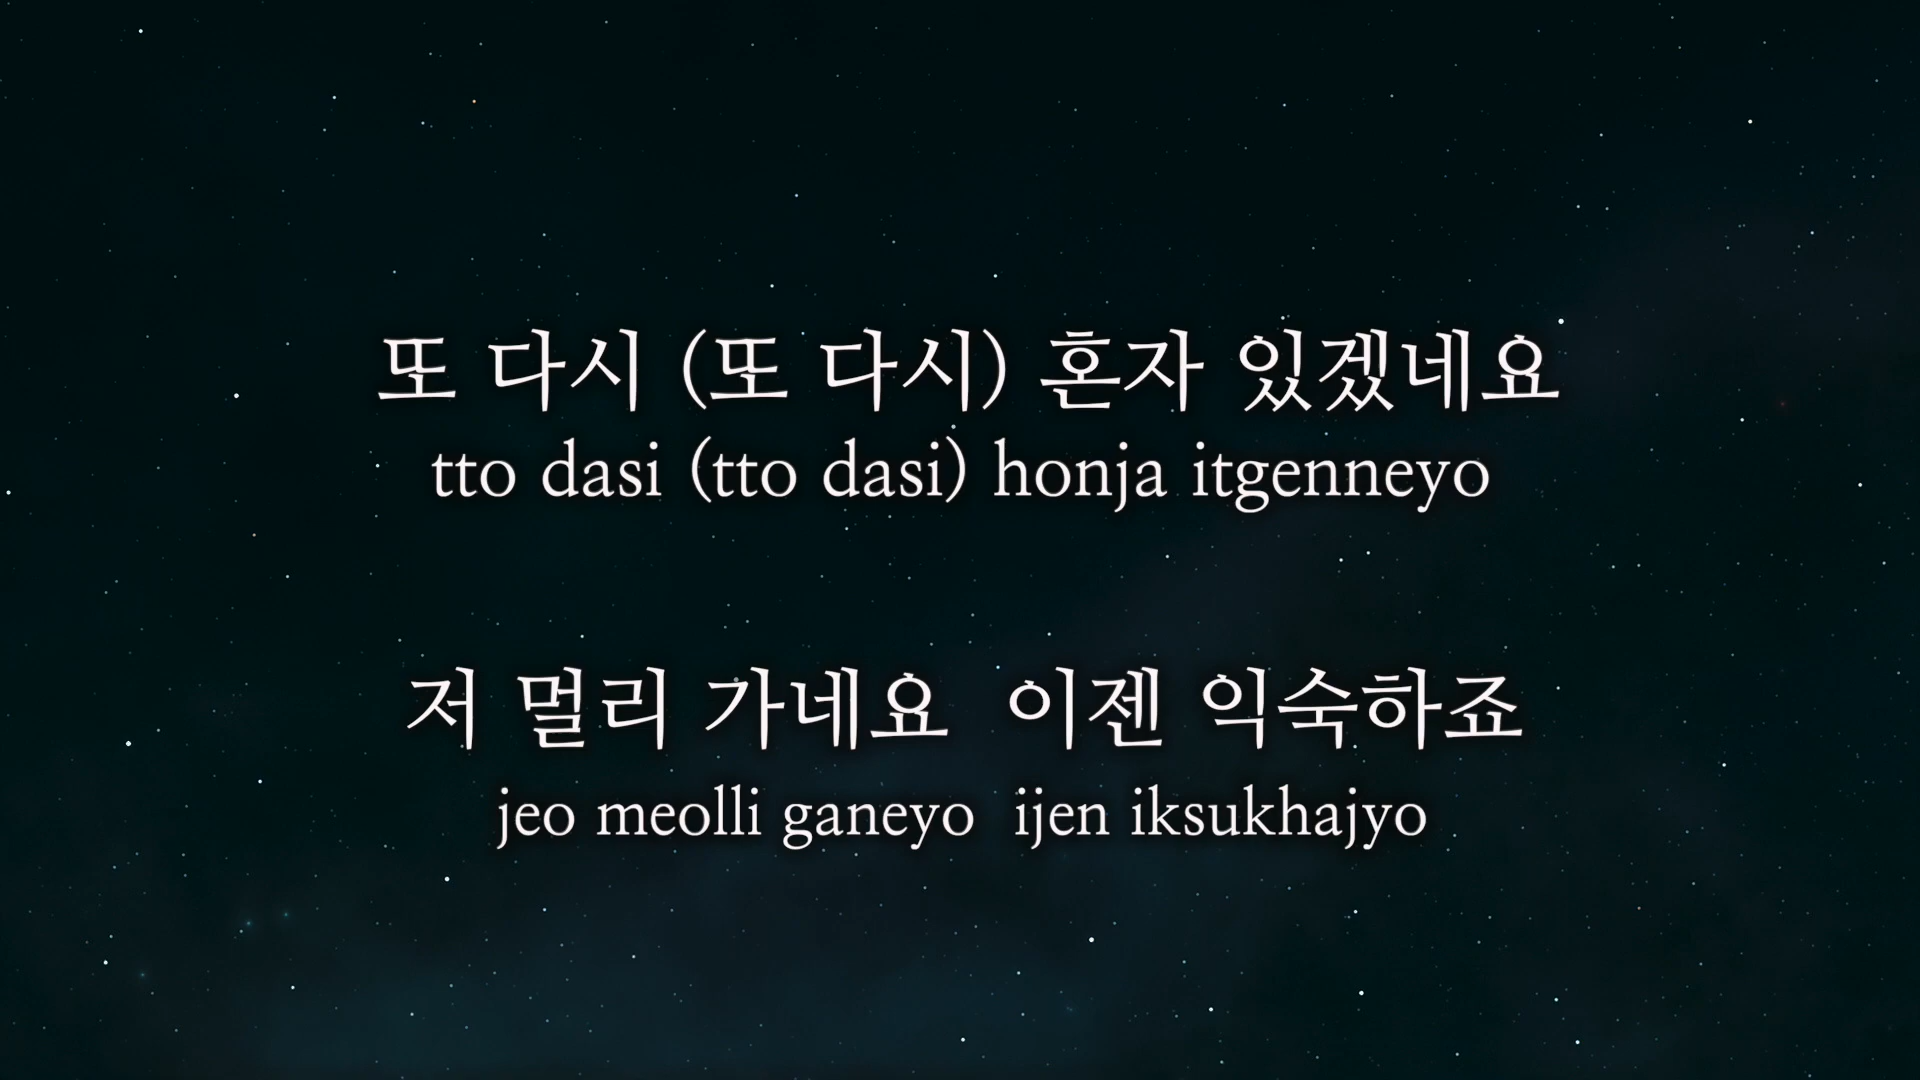 또 다시 (또 다시) 혼자 있겠네요
tto dasi (tto dasi) honja itgenneyo
저 멀리 가네요  이젠 익숙하죠
jeo meolli ganeyo  ijen iksukhajyo